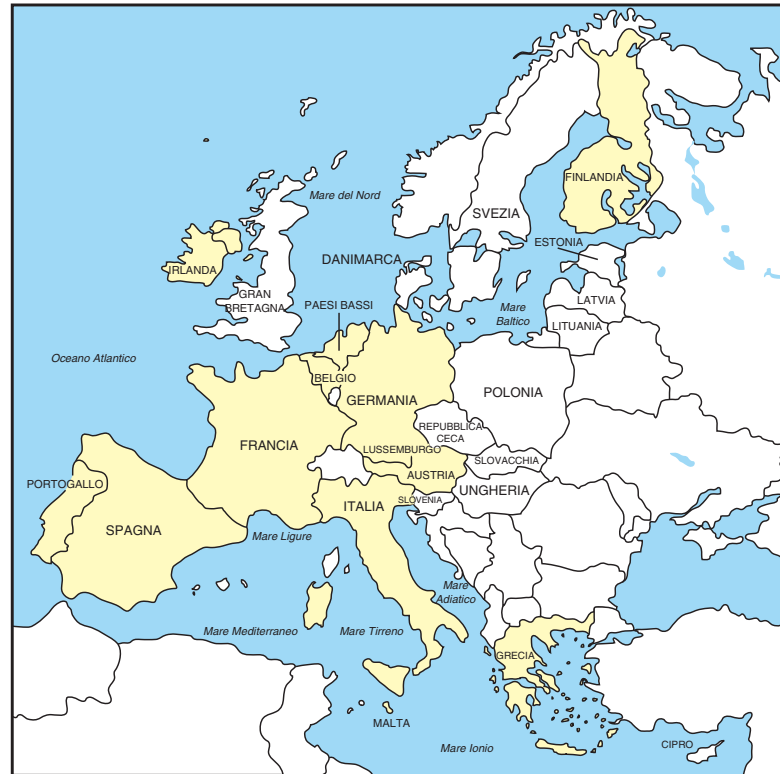 Mare del Nord
FINLANDIA
SVEZIA
ESTONIA
DANIMARCA
IRLANDA
GRAN
BRETAGNA
PAESI BASSI
LATVIA
Mare
Baltico
LITUANIA
Oceano Atlantico
BELGIO
GERMANIA
POLONIA
REPUBBLICA
CECA
FRANCIA
LUSSEMBURGO
SLOVACCHIA
AUSTRIA
PORTOGALLO
UNGHERIA
SLOVENIA
ITALIA
SPAGNA
Mare Ligure
Mare
Adiatico
Mare Mediterraneo
Mare Tirreno
GRECIA
MALTA
Mare Ionio
CIPRO